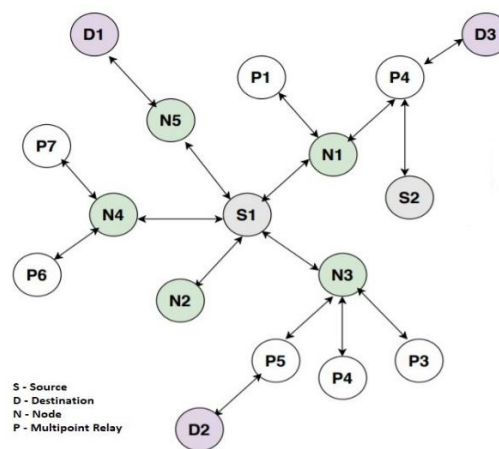 D1
D3
P1
P4
N5
P7
N1
S2
N4
S1
P6
N2
N3
P5
P4
P3
D2
S - Source
D - Destination
N - Node
P - Multipoint Relay